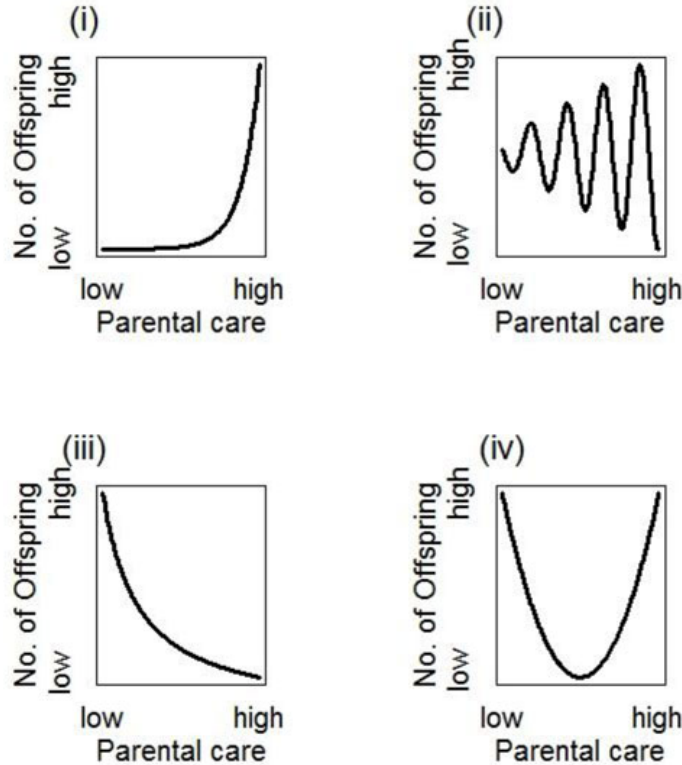 (i)
No. of Offspring
low high
low high
Parental care
(ii)
No. of Offspring
low high
low high
Parental care
(iii)
No. of Offspring
low high
low high
Parental care
(iv)
No. of Offspring
low high
low high
Parental care